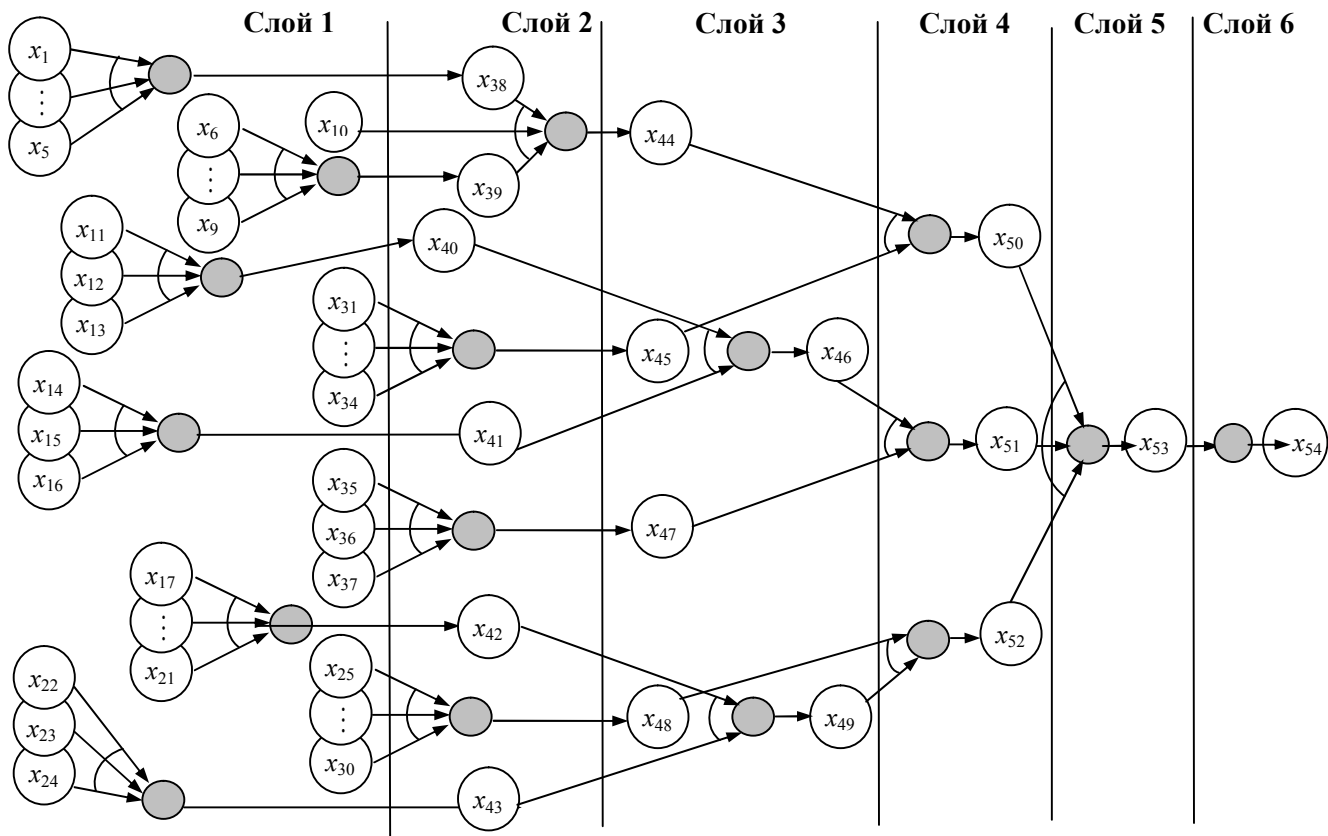 Слой 1 Слой 2 Слой 3 Слой 4 Слой 5 Слой 6
x₁
⋮
x₅
x₆
⋮
x₉
x₁₀
x₃₈
x₃₉
x₄₄
x₁₁
x₁₂
x₁₃
x₄₀
x₅₀
x₃₁
⋮
x₃₄
x₄₅
x₄₆
x₁₄
x₁₅
x₁₆
x₄₁
x₅₁
x₅₃
x₅₄
x₃₅
x₃₆
x₃₇
x₄₇
x₁₇
⋮
x₂₁
x₄₂
x₅₂
x₂₂
x₂₃
x₂₄
x₂₅
⋮
x₃₀
x₄₈
x₄₉
x₄₃